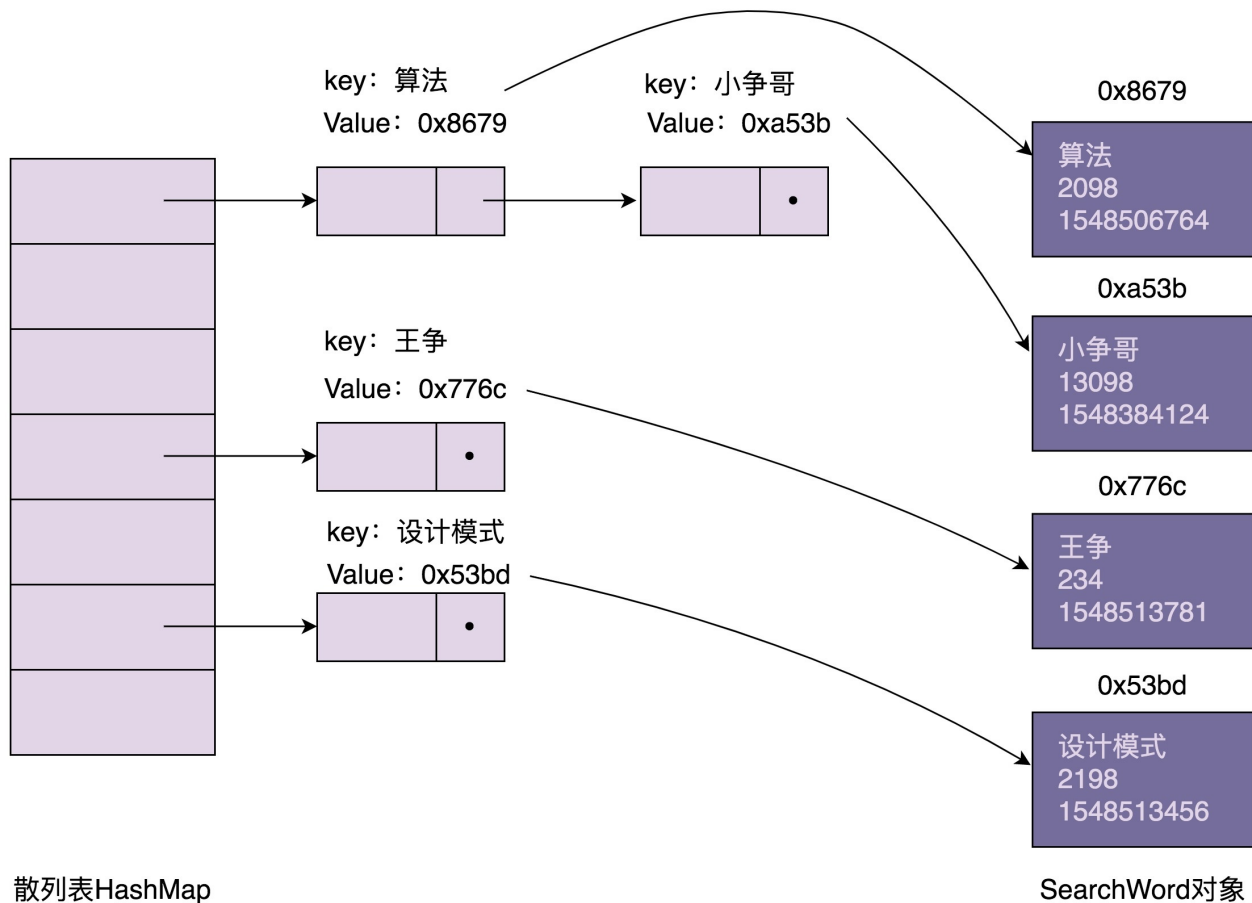 key：算法
Value：0x8679
key：小争哥
Value：0xa53b
0x8679
算法
2098
1548506764
0xa53b
小争哥
13098
1548384124
key：王争
Value：0x776c
0x776c
王争
234
1548513781
key：设计模式
Value：0x53bd
0x53bd
设计模式
2198
1548513456
散列表HashMap
SearchWord对象